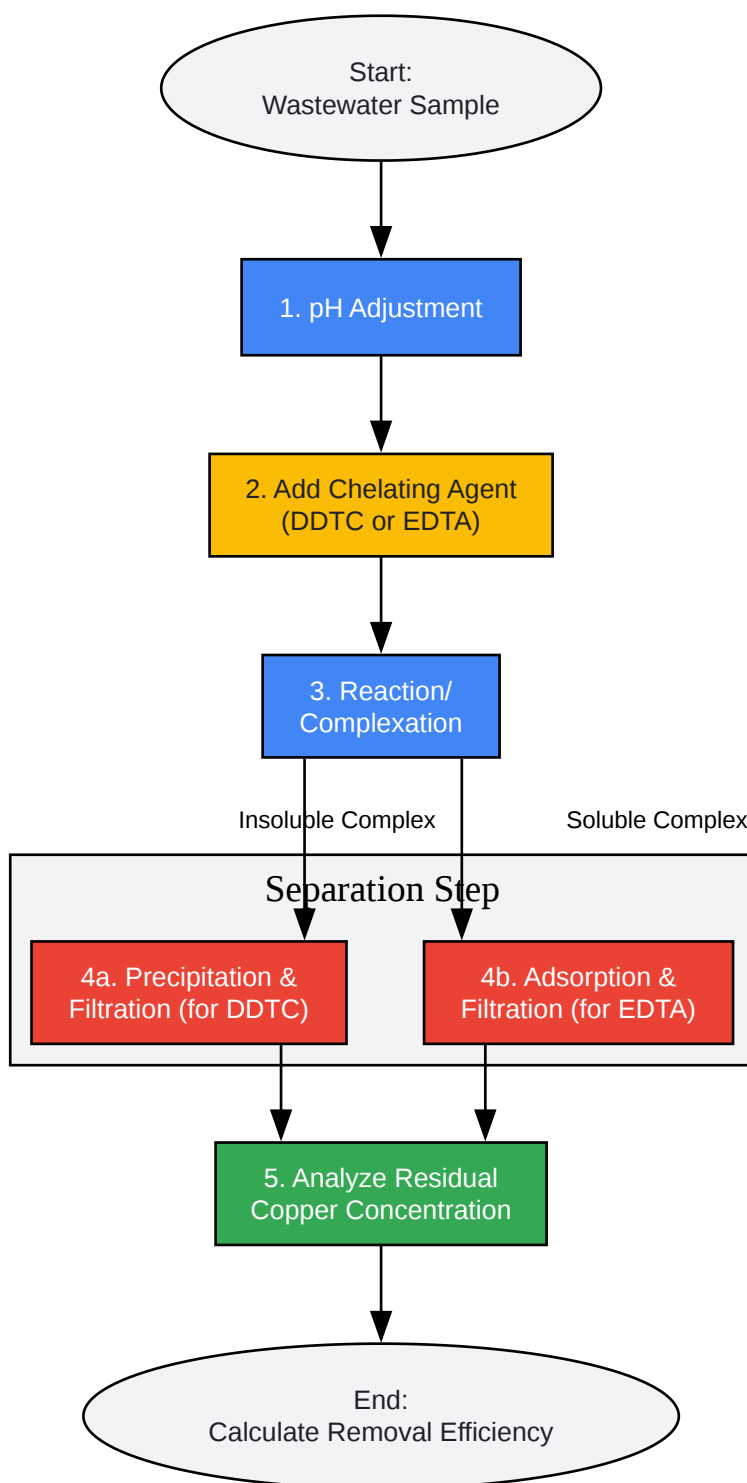 Start:
Wastewater Sample
1. pH Adjustment
2. Add Chelating Agent
(DDTC or EDTA)
3. Reaction/
Complexation
Insoluble Complex
Soluble Complex
Separation Step
4a. Precipitation &
Filtration (for DDTC)
4b. Adsorption &
Filtration (for EDTA)
5. Analyze Residual
Copper Concentration
End:
Calculate Removal Efficiency